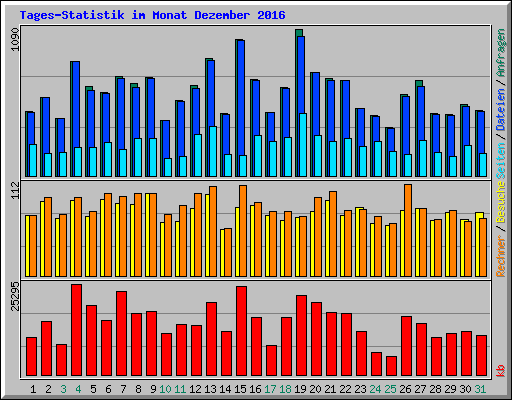 Tages-Statistik im Monat Dezember 2016
1090
112
25295
Rechner / Besuche Seiten / Dateien / Anfragen
kb
1 2 3 4 5 6 7 8 9 10 11 12 13 14 15 16 17 18 19 20 21 22 23 24 25 26 27 28 29 30 31